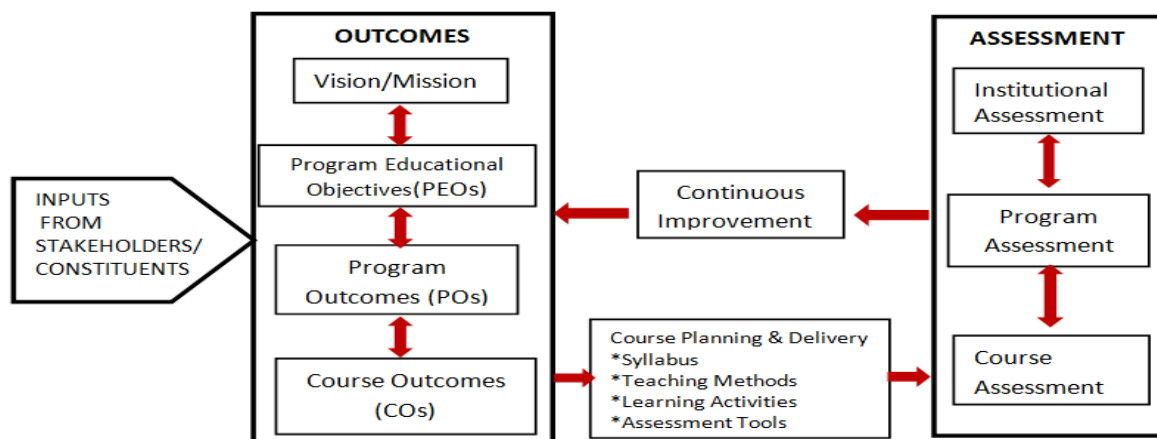 OUTCOMES
Vision/Mission
Program Educational
Objectives(PEOs)
Program
Outcomes (POs)
Course Outcomes
(COs)
INPUTS
FROM
STAKEHOLDERS/
CONSTITUENTS
Continuous
Improvement
Course Planning & Delivery
*Syllabus
*Teaching Methods
*Learning Activities
*Assessment Tools
ASSESSMENT
Institutional
Assessment
Program
Assessment
Course
Assessment